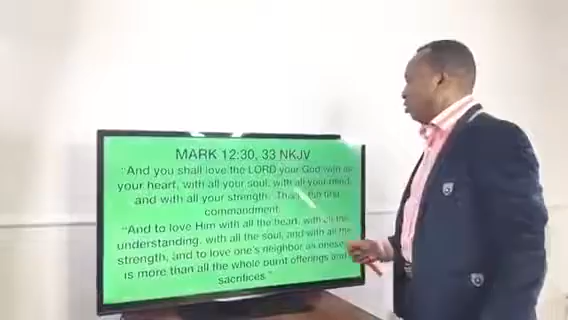 MARK 12:30, 33 NKJV
"And you shall love the LORD your God with all
your heart, with all your soul, with all your mind,
and with all your strength.' This the first
commandment.
"And to love Him with all the heart, with all the
understanding, with all the soul, and with all the
strength, and to love one's neighbor as oneself
is more than all the whole burnt offerings and
sacrifices."